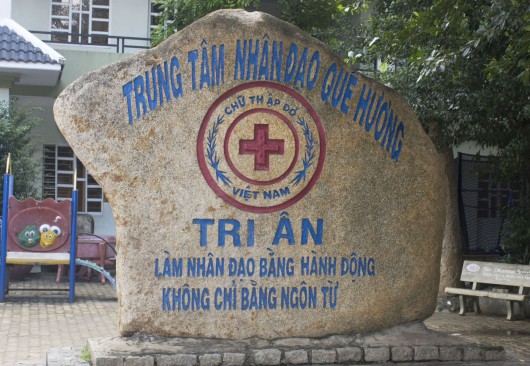 TRUNG TÂM NHÂN ĐẠO QUÊ HƯƠNG
CHỮ THẬP ĐỎ
VIỆT NAM
TRI ÂN
LÀM NHÂN ĐẠO BẰNG HÀNH ĐỘNG
KHÔNG CHỈ BẰNG NGÔN TỪ